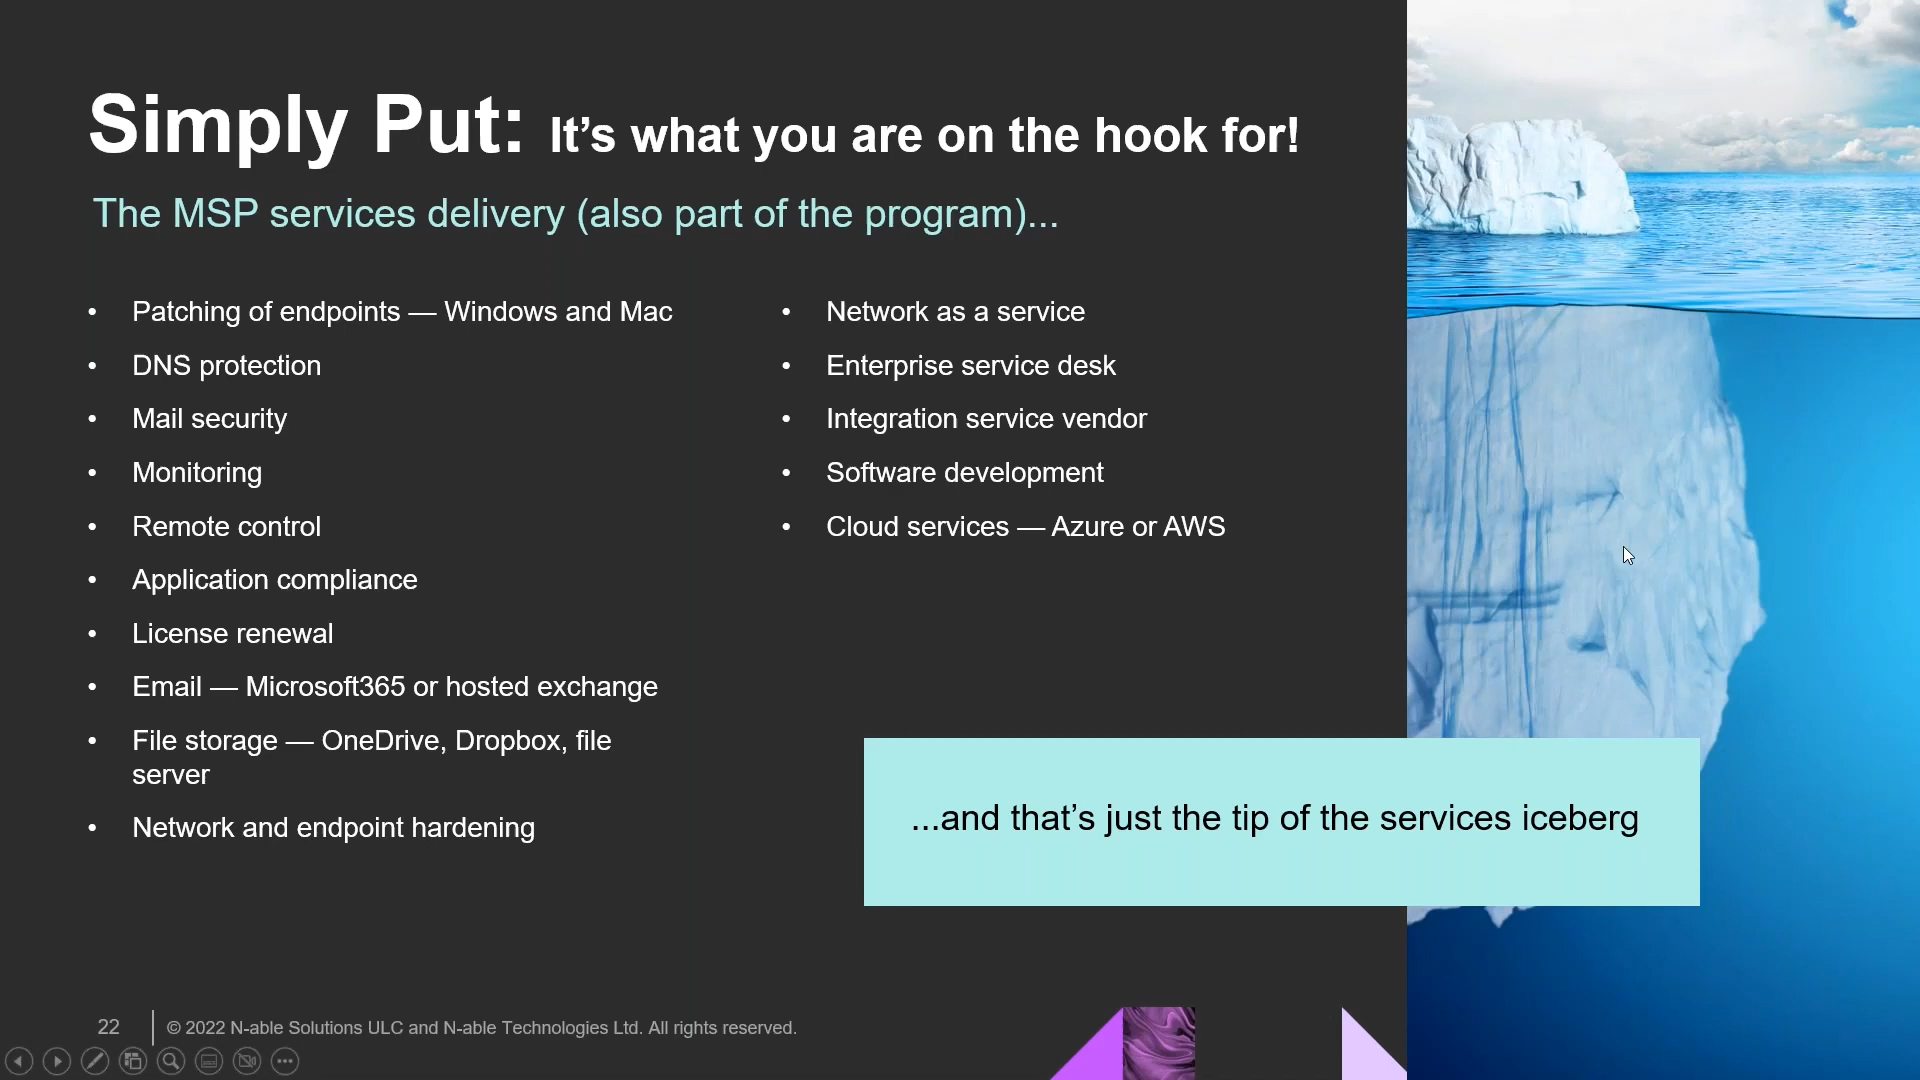 Simply Put: It’s what you are on the hook for!
The MSP services delivery (also part of the program)...
• Patching of endpoints — Windows and Mac
• DNS protection
• Mail security
• Monitoring
• Remote control
• Application compliance
• License renewal
• Email — Microsoft365 or hosted exchange
• File storage — OneDrive, Dropbox, file
server
• Network and endpoint hardening
• Network as a service
• Enterprise service desk
• Integration service vendor
• Software development
• Cloud services — Azure or AWS
...and that’s just the tip of the services iceberg
22
© 2022 N-able Solutions ULC and N-able Technologies Ltd. All rights reserved.